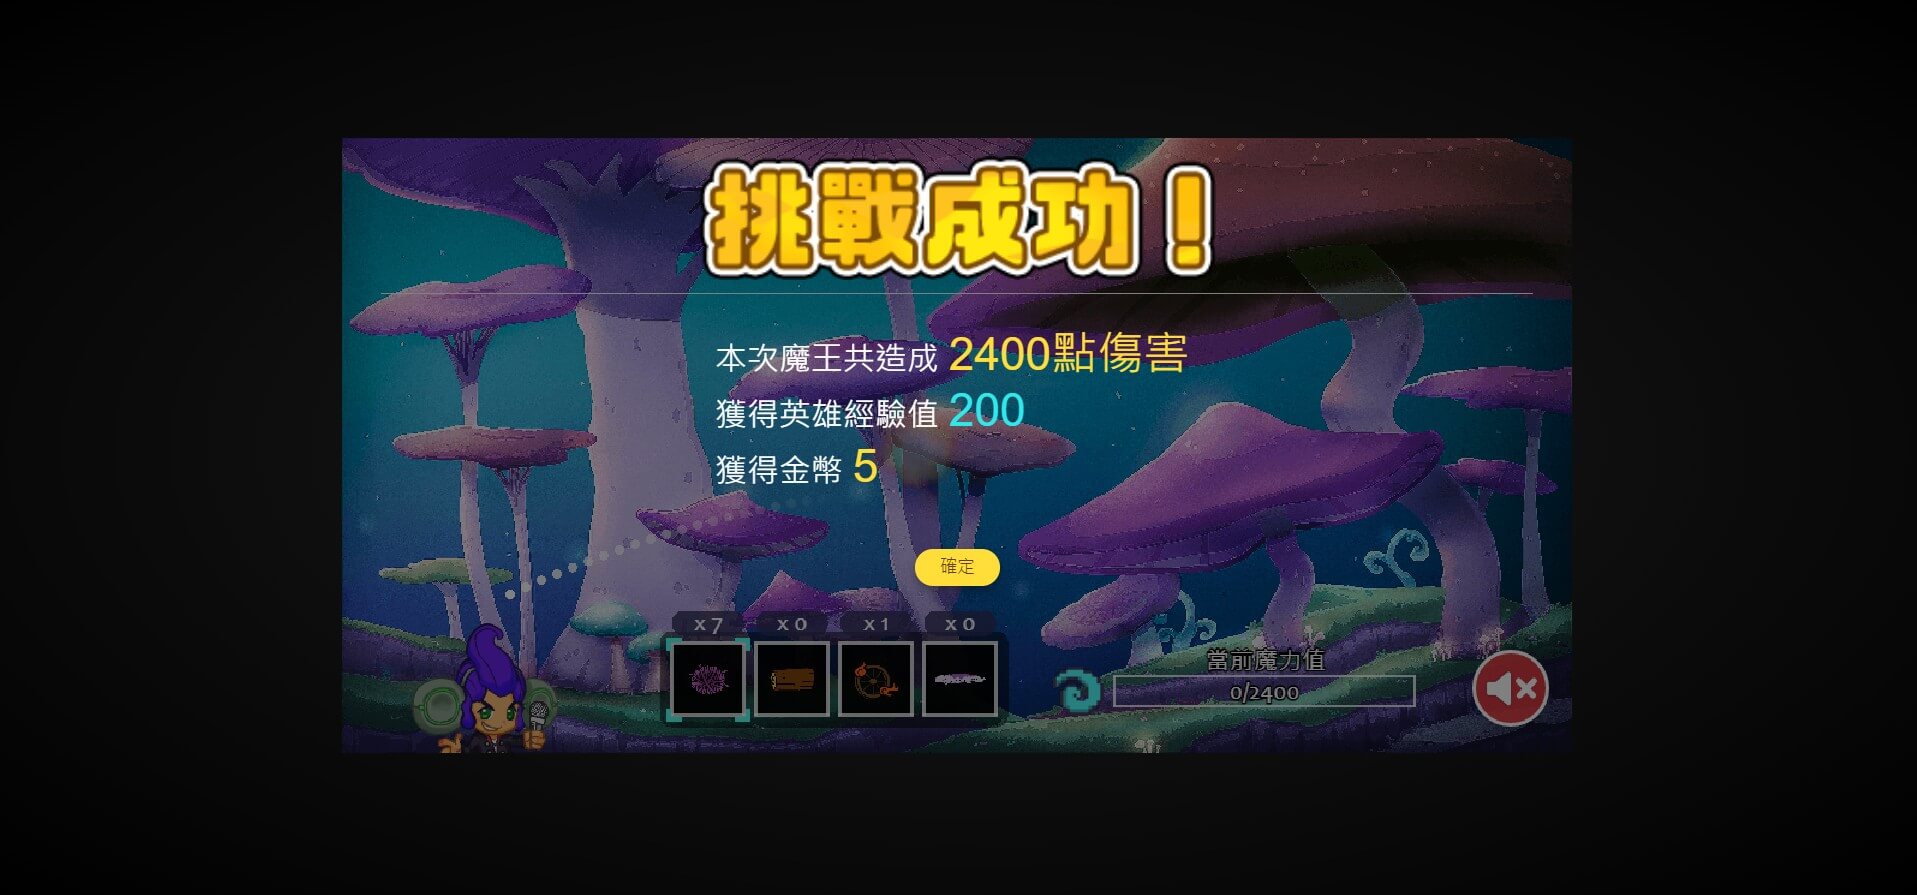 挑戰成功！
本次魔王共造成 2400點傷害
獲得英雄經驗值 200
獲得金幣 5
確定
x7 x0 x1 x0
當前魔力值
0/2400